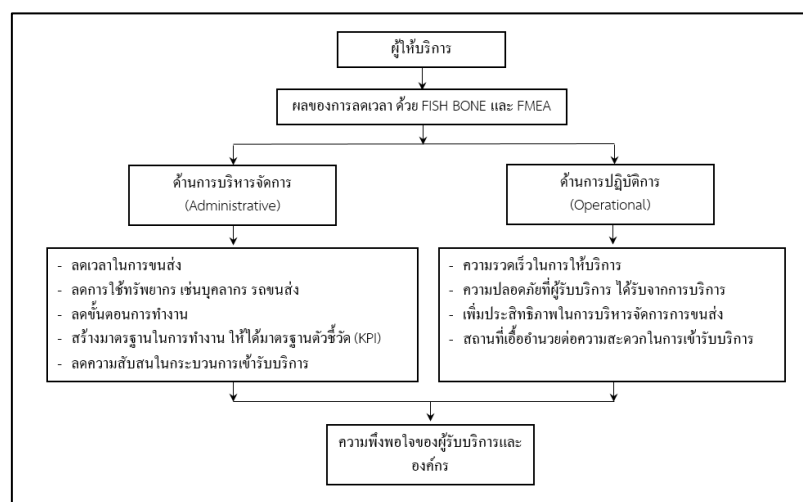 ผู้ให้บริการ
ผลของการลดเวลา ด้วย FISH BONE และ FMEA
ด้านการบริหารจัดการ
(Administrative)
ด้านการปฏิบัติการ
(Operational)
- ลดเวลาในการขนส่ง
- ลดการใช้ทรัพยากร เช่นบุคลากร รถขนส่ง
- ลดขั้นตอนการทำงาน
- สร้างมาตรฐานในการทำงาน ให้ได้มาตรฐานตัวชี้วัด (KPI)
- ลดความสับสนในกระบวนการเข้ารับบริการ
- ความรวดเร็วในการให้บริการ
- ความปลอดภัยที่ผู้รับบริการ ได้รับจากการบริการ
- เพิ่มประสิทธิภาพในการบริหารจัดการการขนส่ง
- สถานที่เอื้ออำนวยต่อความสะดวกในการเข้ารับบริการ
ความพึงพอใจของผู้รับบริการและ
องค์กร